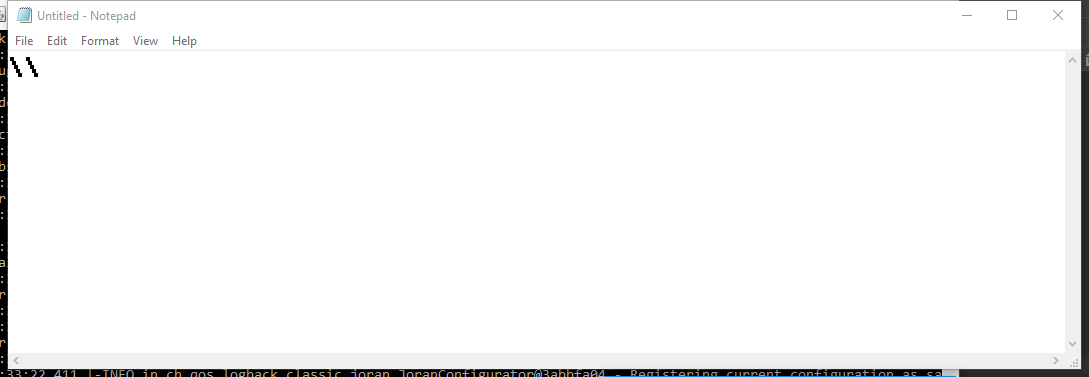 Untitled - Notepad
File Edit Format View Help
\\
:33:22,411 |-INFO in ch.qos.logback.classic.joran.JoranConfigurator@3abbfa04 - Registering current configuration as sa